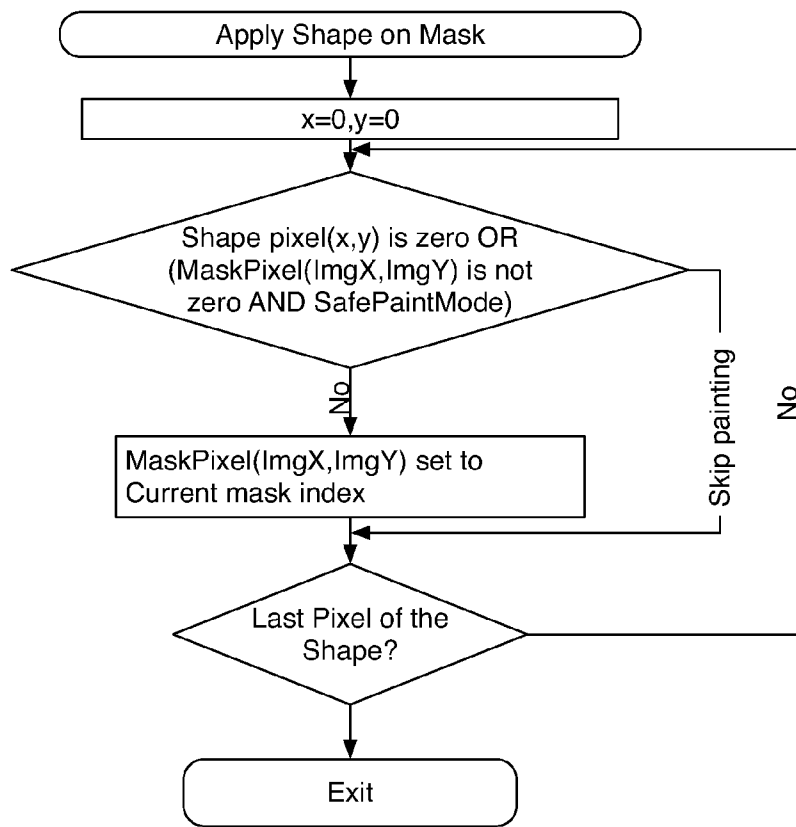 Apply Shape on Mask
x=0,y=0
Shape pixel(x,y) is zero OR
(MaskPixel(ImgX,ImgY) is not
zero AND SafePaintMode)
No
Skip painting
No
MaskPixel(ImgX,ImgY) set to
Current mask index
Last Pixel of the
Shape?
Exit